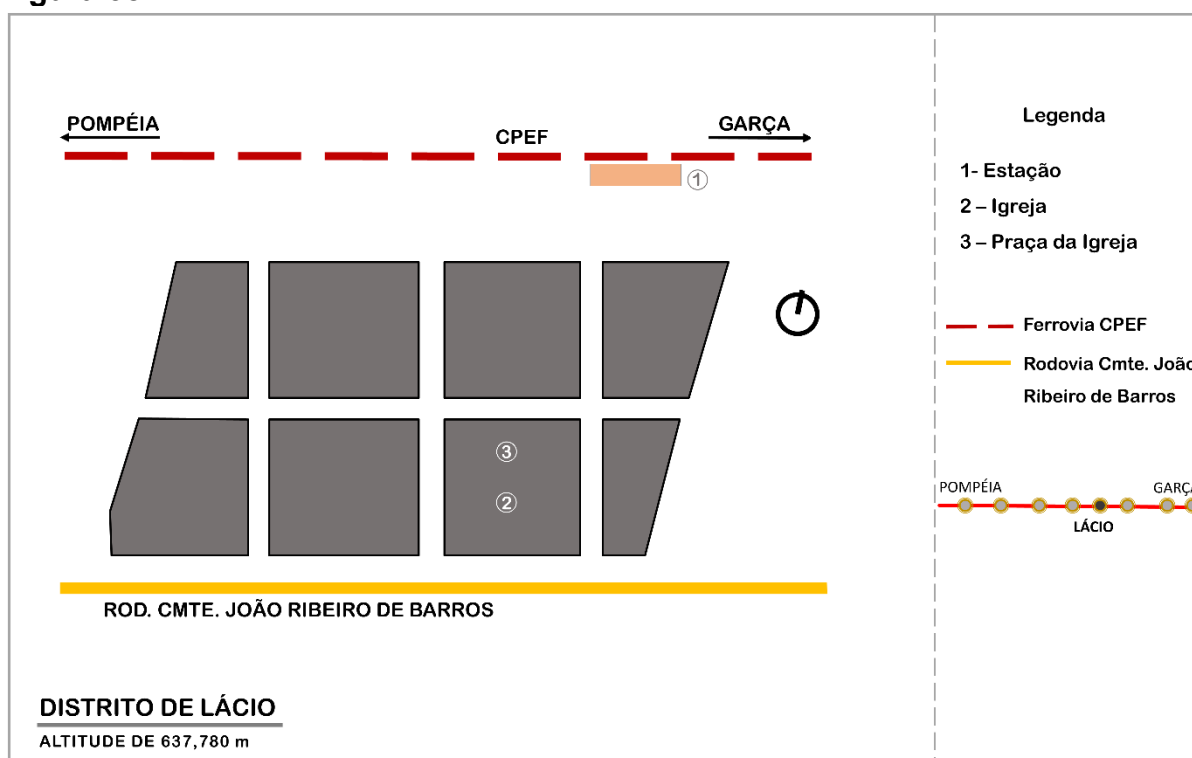 POMPÉIA
CPEF
GARÇA
①
③
②
ROD. CMTE. JOÃO RIBEIRO DE BARROS
DISTRITO DE LÁCIO
ALTITUDE DE 637,780 m
Legenda
1- Estação
2 – Igreja
3 – Praça da Igreja
Ferrovia CPEF
Rodovia Cmte. João
Ribeiro de Barros
POMPÉIA
GARÇA
LÁCIO